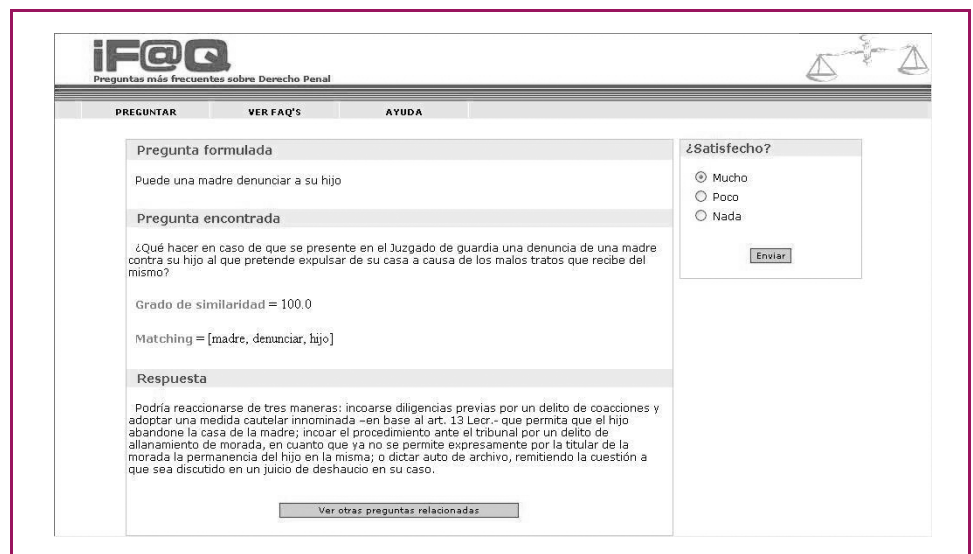 iF@Q
Preguntas más frecuentes sobre Derecho Penal
PREGUNTAR VER FAQ'S AYUDA
Pregunta formulada
Puede una madre denunciar a su hijo
Pregunta encontrada
¿Qué hacer en caso de que se presente en el Juzgado de guardia una denuncia de una madre
contra su hijo al que pretende expulsar de su casa a causa de los malos tratos que recibe del
mismo?
Grado de similaridad = 100.0
Matching = [madre, denunciar, hijo]
Respuesta
Podría reaccionarse de tres maneras: incoarse diligencias previas por un delito de coacciones y
adoptar una medida cautelar innominada –en base al art. 13 Lecr.- que permita que el hijo
abandone la casa de la madre; incoar el procedimiento ante el tribunal por un delito de
allanamiento de morada, en cuanto que ya no se permite expresamente por la titular de la
morada la permanencia del hijo en la misma; o dictar auto de archivo, remitiendo la cuestión a
que sea discutido en un juicio de deshaucio en su caso.
Ver otras preguntas relacionadas
¿Satisfecho?
Mucho
Poco
Nada
Enviar